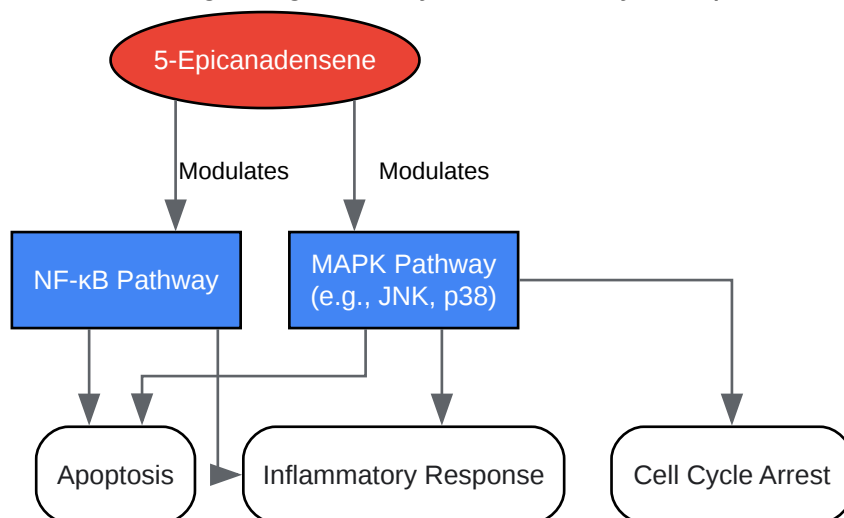 5-Epicanadensene
Modulates
Modulates
NF-κB Pathway
MAPK Pathway
(e.g., JNK, p38)
Apoptosis
Inflammatory Response
Cell Cycle Arrest